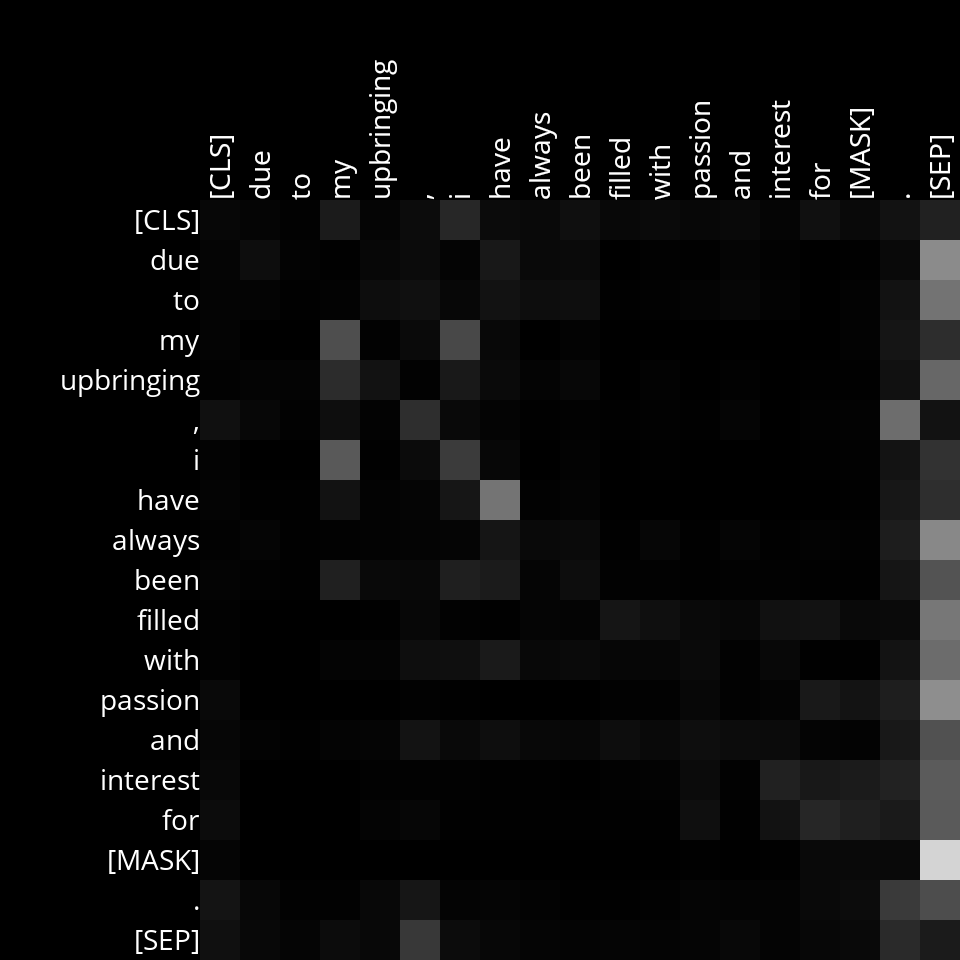 [CLS] due to my upbringing , i have always been filled with passion and interest for [MASK] . [SEP]
[CLS]
due
to
my
upbringing
,
i
have
always
been
filled
with
passion
and
interest
for
[MASK]
.
[SEP]